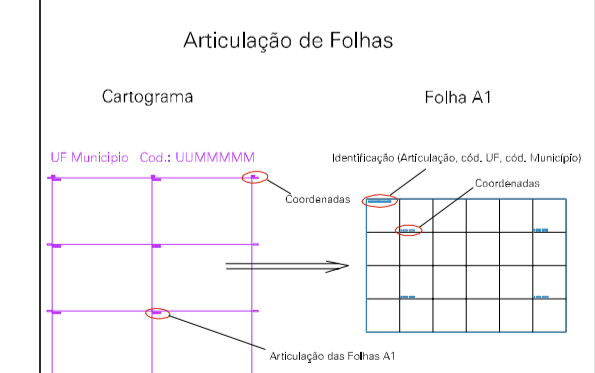 Articulação de Folhas
Cartograma
Folha A1
UF Municipio Cod.: UUMMMMM
Identificação (Articulação, cód. UF, cód. Município)
Coordenadas
Coordenadas
Articulação das Folhas A1